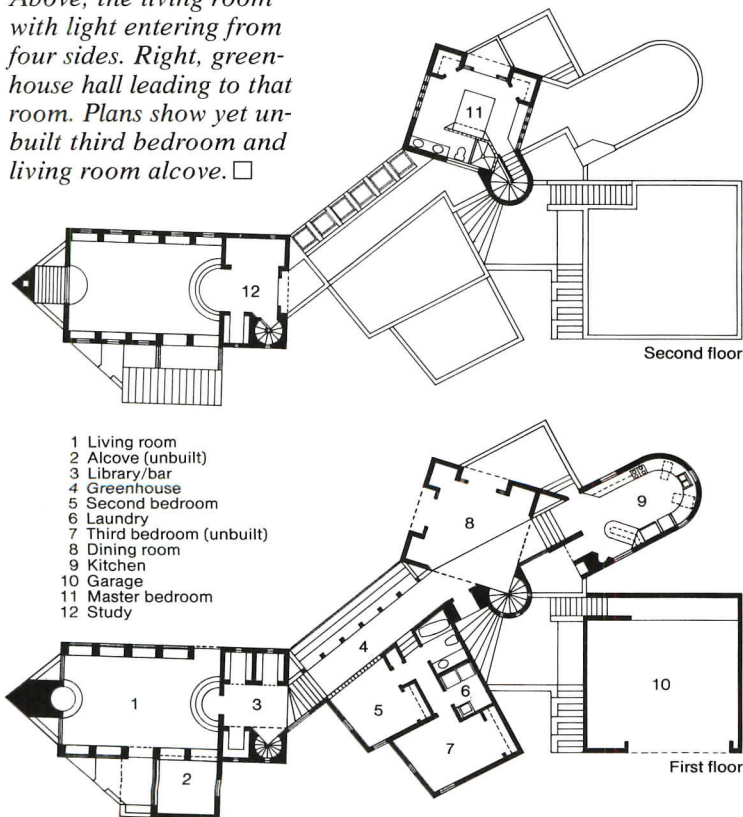 Above, the living room
with light entering from
four sides. Right, green-
house hall leading to that
room. Plans show yet un-
built third bedroom and
living room alcove. □
11
12
Second floor
1 Living room
2 Alcove (unbuilt)
3 Library/bar
4 Greenhouse
5 Second bedroom
6 Laundry
7 Third bedroom (unbuilt)
8 Dining room
9 Kitchen
10 Garage
11 Master bedroom
12 Study
8
9
4
1
3
5
6
10
7
2
First floor